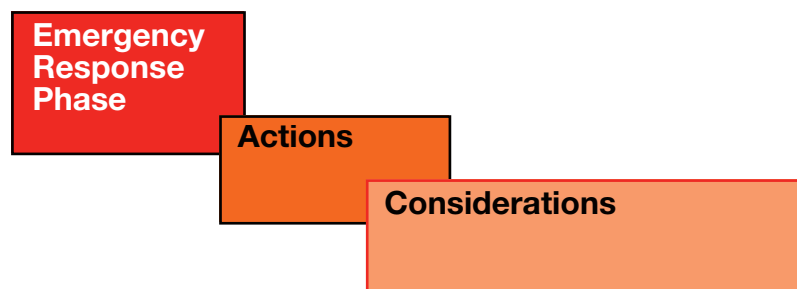 Emergency
Response
Phase
Actions
Considerations